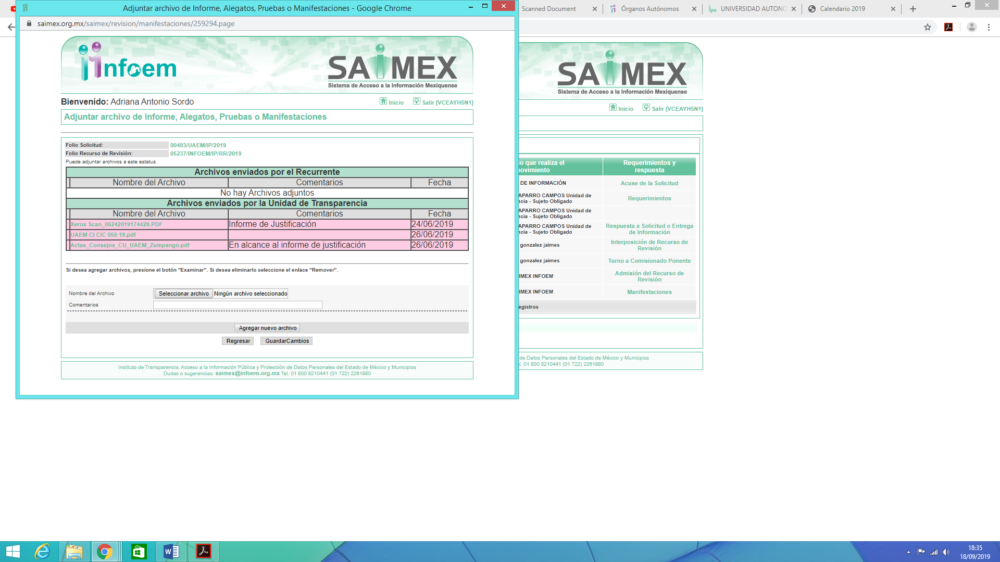 Adjuntar archivo de Informe, Alegatos, Pruebas o Manifestaciones - Google Chrome
Scanned Document
Órganos Autónomos
UNIVERSIDAD AUTONO
Calendario 2019
saimex.org.mx/saimex/revision/manifestaciones/259294.page
infoem
SAIMEX
Sistema de Acceso a la Información Mexiquense
Bienvenido: Adriana Antonio Sordo
Inicio
Salir [VCEAYH5N1]
Adjuntar archivo de Informe, Alegatos, Pruebas o Manifestaciones
Folio Solicitud: 00493/UAEM/IP/2019
Folio Recurso de Revisión: 05237/INFOEM/IP/RR/2019
Puede adjuntar archivos a este estatus
Archivos enviados por el Recurrente
Nombre del Archivo Comentarios Fecha
No hay Archivos adjuntos
Archivos enviados por la Unidad de Transparencia
Nombre del Archivo Comentarios Fecha
Xerox Scan_06242019174429.PDF Informe de Justificación 24/06/2019
UAEM CI CIC 050 19.pdf 26/06/2019
Actas_Consejos_CU_UAEM_Zumpango.pdf En alcance al informe de justificación 26/06/2019
Si desea agregar archivos, presione el botón "Examinar". Si desea eliminarlo seleccione el enlace "Remover".
Nombre del Archivo Seleccionar archivo Ningún archivo seleccionado
Comentarios
Agregar nuevo archivo
Regresar GuardarCambios
Instituto de Transparencia, Acceso a la Información Pública y Protección de Datos Personales del Estado de México y Municipios
Dudas o sugerencias: saimex@infoem.org.mx Tel. 01 800 8210441 (01 722) 2261980
SAIMEX
Sistema de Acceso a la Información Mexiquense
Inicio
Salir [VCEAYH5N1]
io que realiza el
ovimiento
Requerimientos y
respuesta
DE INFORMACIÓN
Acuse de la Solicitud
APARRO CAMPOS Unidad de
ncia - Sujeto Obligado
Requerimientos
APARRO CAMPOS Unidad de
ncia - Sujeto Obligado
APARRO CAMPOS Unidad de
ncia - Sujeto Obligado
Respuesta a Solicitud o Entrega
de Información
gonzalez jaimes
Interposición de Recurso de
Revisión
gonzalez jaimes
Turno a Comisionado Ponente
IMEX INFOEM
Admisión del Recurso de
Revisión
IMEX INFOEM
Manifestaciones
egistros
de Datos Personales del Estado de México y Municipios
el. 01 800 8210441 (01 722) 2261980
18:35
18/09/2019